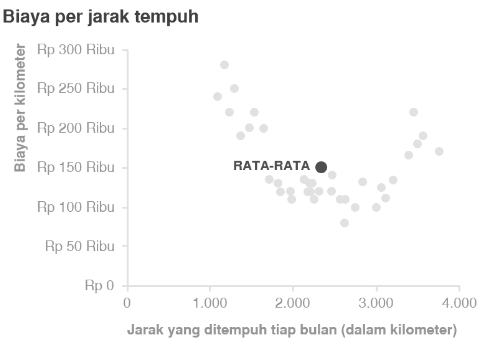 Biaya per jarak tempuh
Biaya per kilometer
Rp 300 Ribu
Rp 250 Ribu
Rp 200 Ribu
Rp 150 Ribu
Rp 100 Ribu
Rp 50 Ribu
Rp 0
RATA-RATA
0
1.000
2.000
3.000
4.000
Jarak yang ditempuh tiap bulan (dalam kilometer)